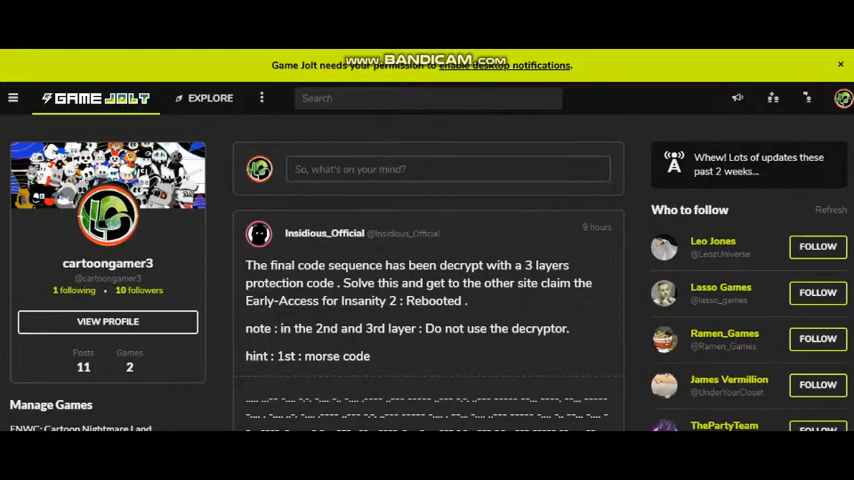 www.BANDICAM.com
Game Jolt needs your permission to enable desktop notifications.
×
GAME JOLT
EXPLORE
Search
So, what's on your mind?
Whew! Lots of updates these
past 2 weeks...
Who to follow
Refresh
cartoongamer3
@cartoongamer3
1 following • 10 followers
VIEW PROFILE
Posts
Games
11
2
Manage Games
FNWC: Cartoon Nightmare Land
Insidious_Official @Insidious_Official
9 hours
The final code sequence has been decrypt with a 3 layers
protection code . Solve this and get to the other site claim the
Early-Access for Insanity 2 : Rebooted .
note : in the 2nd and 3rd layer : Do not use the decryptor.
hint : 1st : morse code
Leo Jones
@LeozUniverse
FOLLOW
Lasso Games
@lasso_games
FOLLOW
Ramen_Games
@Ramen_Games
FOLLOW
James Vermillion
@UnderYourCloset
FOLLOW
ThePartyTeam
FOLLOW